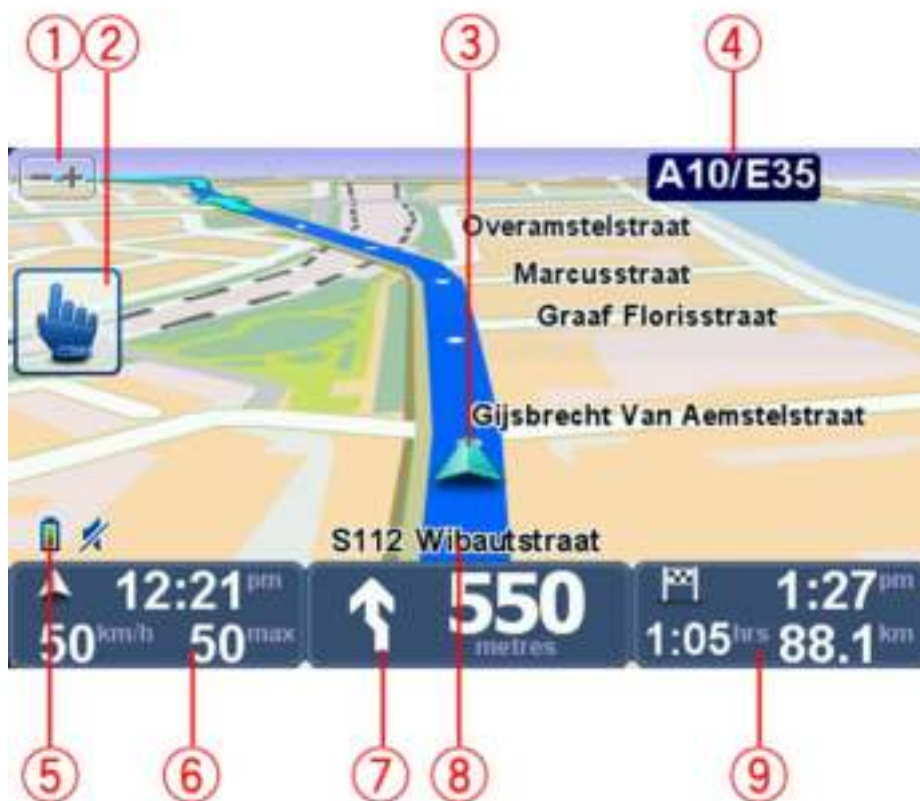 ① ② ③ ④
- +
A10/E35
Overamstelstraat
Marcusstraat
Graaf Florisstraat
Gijsbrecht Van Aemstelstraat
S112 Wibautstraat
12:21 pm
50 km/h 50 max
550
metres
1:27 pm
1:05 hrs 88.1 km
⑤ ⑥ ⑦ ⑧ ⑨